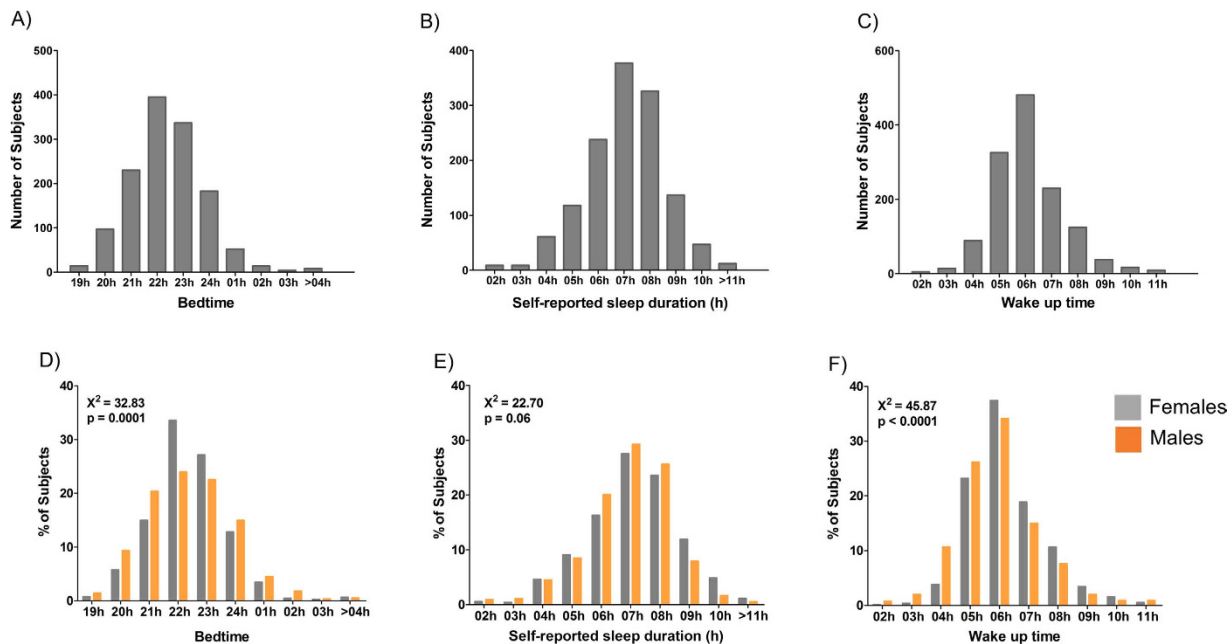 A)
500
400
300
200
100
0
Number of Subjects
19h 20h 21h 22h 23h 24h 01h 02h 03h >04h
Bedtime
B)
400
300
200
100
0
Number of Subjects
02h 03h 04h 05h 06h 07h 08h 09h 10h >11h
Self-reported sleep duration (h)
C)
600
400
200
0
Number of Subjects
02h 03h 04h 05h 06h 07h 08h 09h 10h 11h
Wake up time
D)
X² = 32.83
p = 0.0001
40
30
20
10
0
% of Subjects
19h 20h 21h 22h 23h 24h 01h 02h 03h >04h
Bedtime
E)
X² = 22.70
p = 0.06
40
30
20
10
0
% of Subjects
02h 03h 04h 05h 06h 07h 08h 09h 10h >11h
Self-reported sleep duration (h)
F)
X² = 45.87
p < 0.0001
40
30
20
10
0
% of Subjects
02h 03h 04h 05h 06h 07h 08h 09h 10h 11h
Wake up time
Females
Males